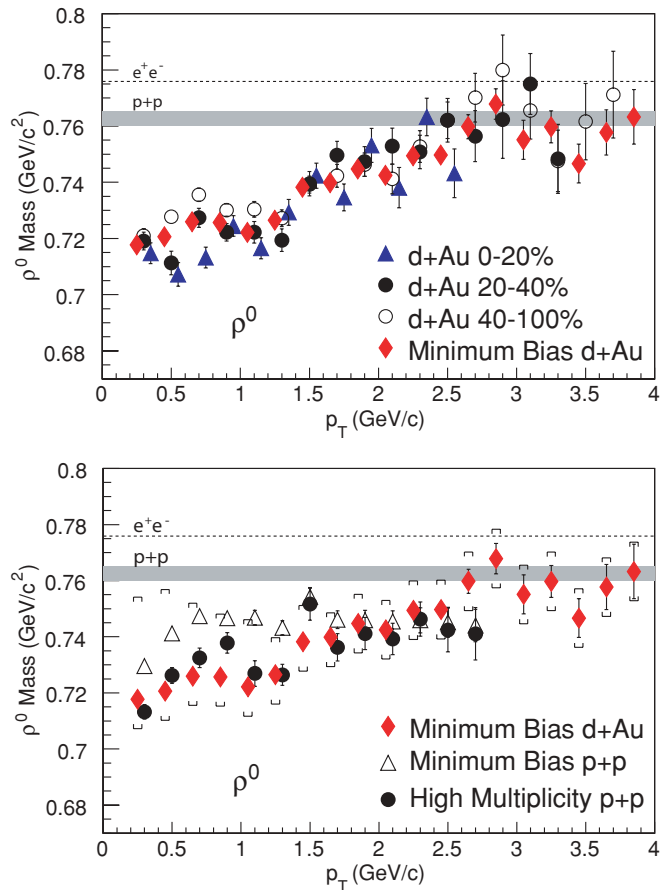 0.78
0.76
0.74
0.72
0.7
0.68
ρ⁰ Mass (GeV/c²)
e⁺e⁻
p+p
ρ⁰
d+Au 0-20%
d+Au 20-40%
d+Au 40-100%
Minimum Bias d+Au
0 0.5 1 1.5 2 2.5 3 3.5 4
p_T (GeV/c)
0.8
0.78
0.76
0.74
0.72
0.7
0.68
ρ⁰ Mass (GeV/c²)
e⁺e⁻
p+p
ρ⁰
Minimum Bias d+Au
Minimum Bias p+p
High Multiplicity p+p
0 0.5 1 1.5 2 2.5 3 3.5 4
p_T (GeV/c)